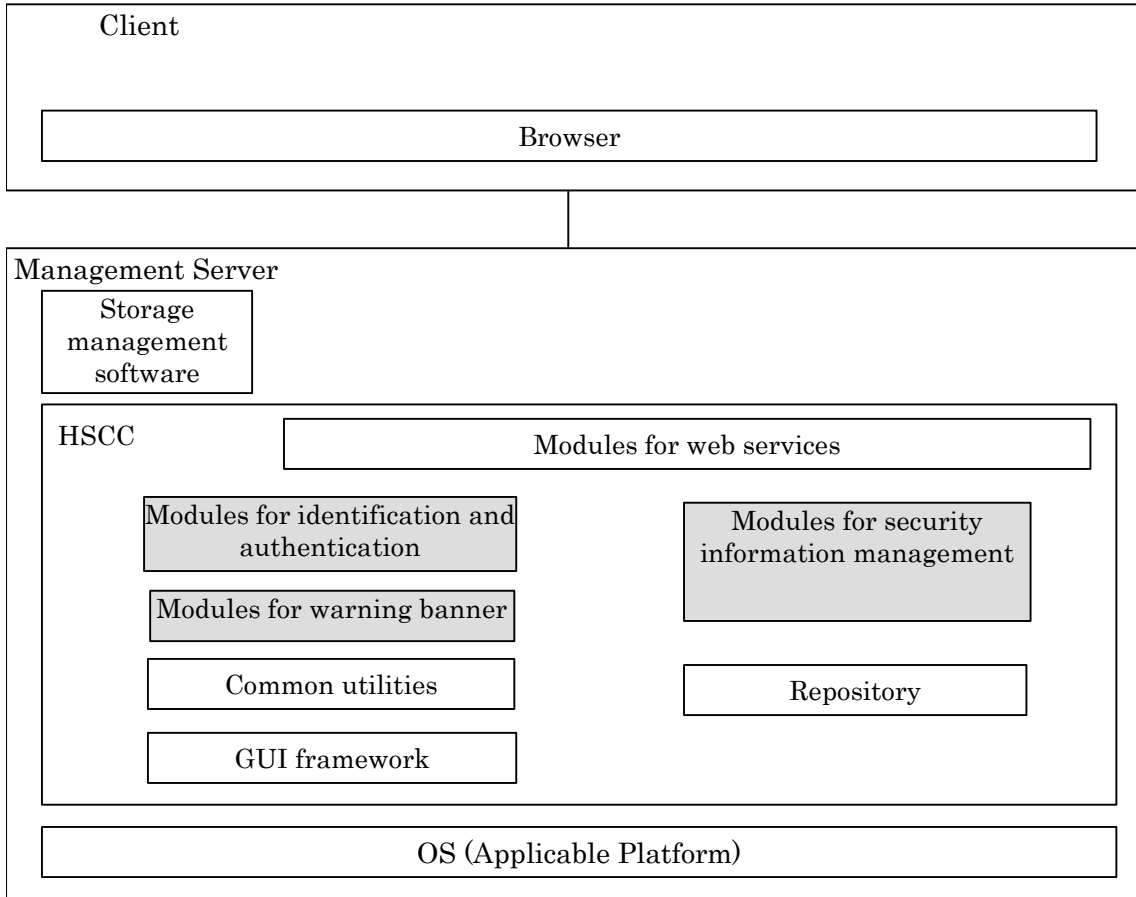 Client
Browser
Management Server
Storage
management
software
HSCC
Modules for web services
Modules for identification and
authentication
Modules for security
information management
Modules for warning banner
Common utilities
Repository
GUI framework
OS (Applicable Platform)